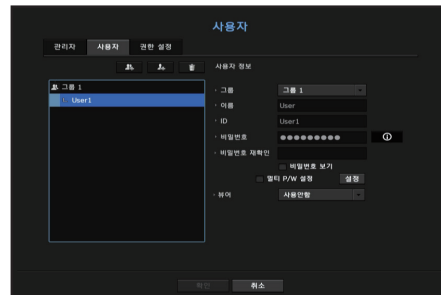 사용자
관리자 사용자 권한 설정
사용자 정보
그룹 1
User1
그룹 그룹 1
이름 User
ID User1
비밀번호 ●●●●●●●●●
비밀번호 재확인
비밀번호 보기
멀티 P/W 설정 설정
뷰어 사용안함
확인 취소